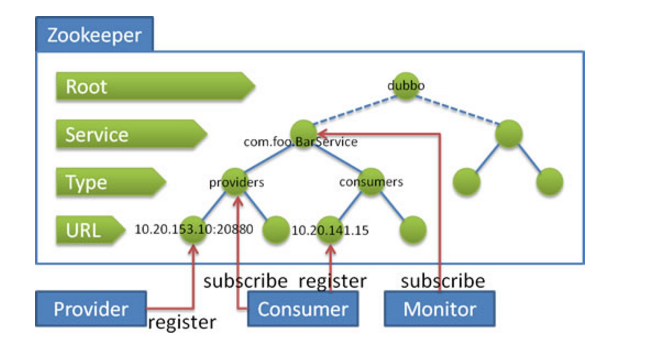 Zookeeper
Root
dubbo
Service
com.foo.BarService
Type
providers
consumers
URL
10.20.153.10:20880
10.20.141.15
subscribe
register
subscribe
Provider
register
Consumer
Monitor